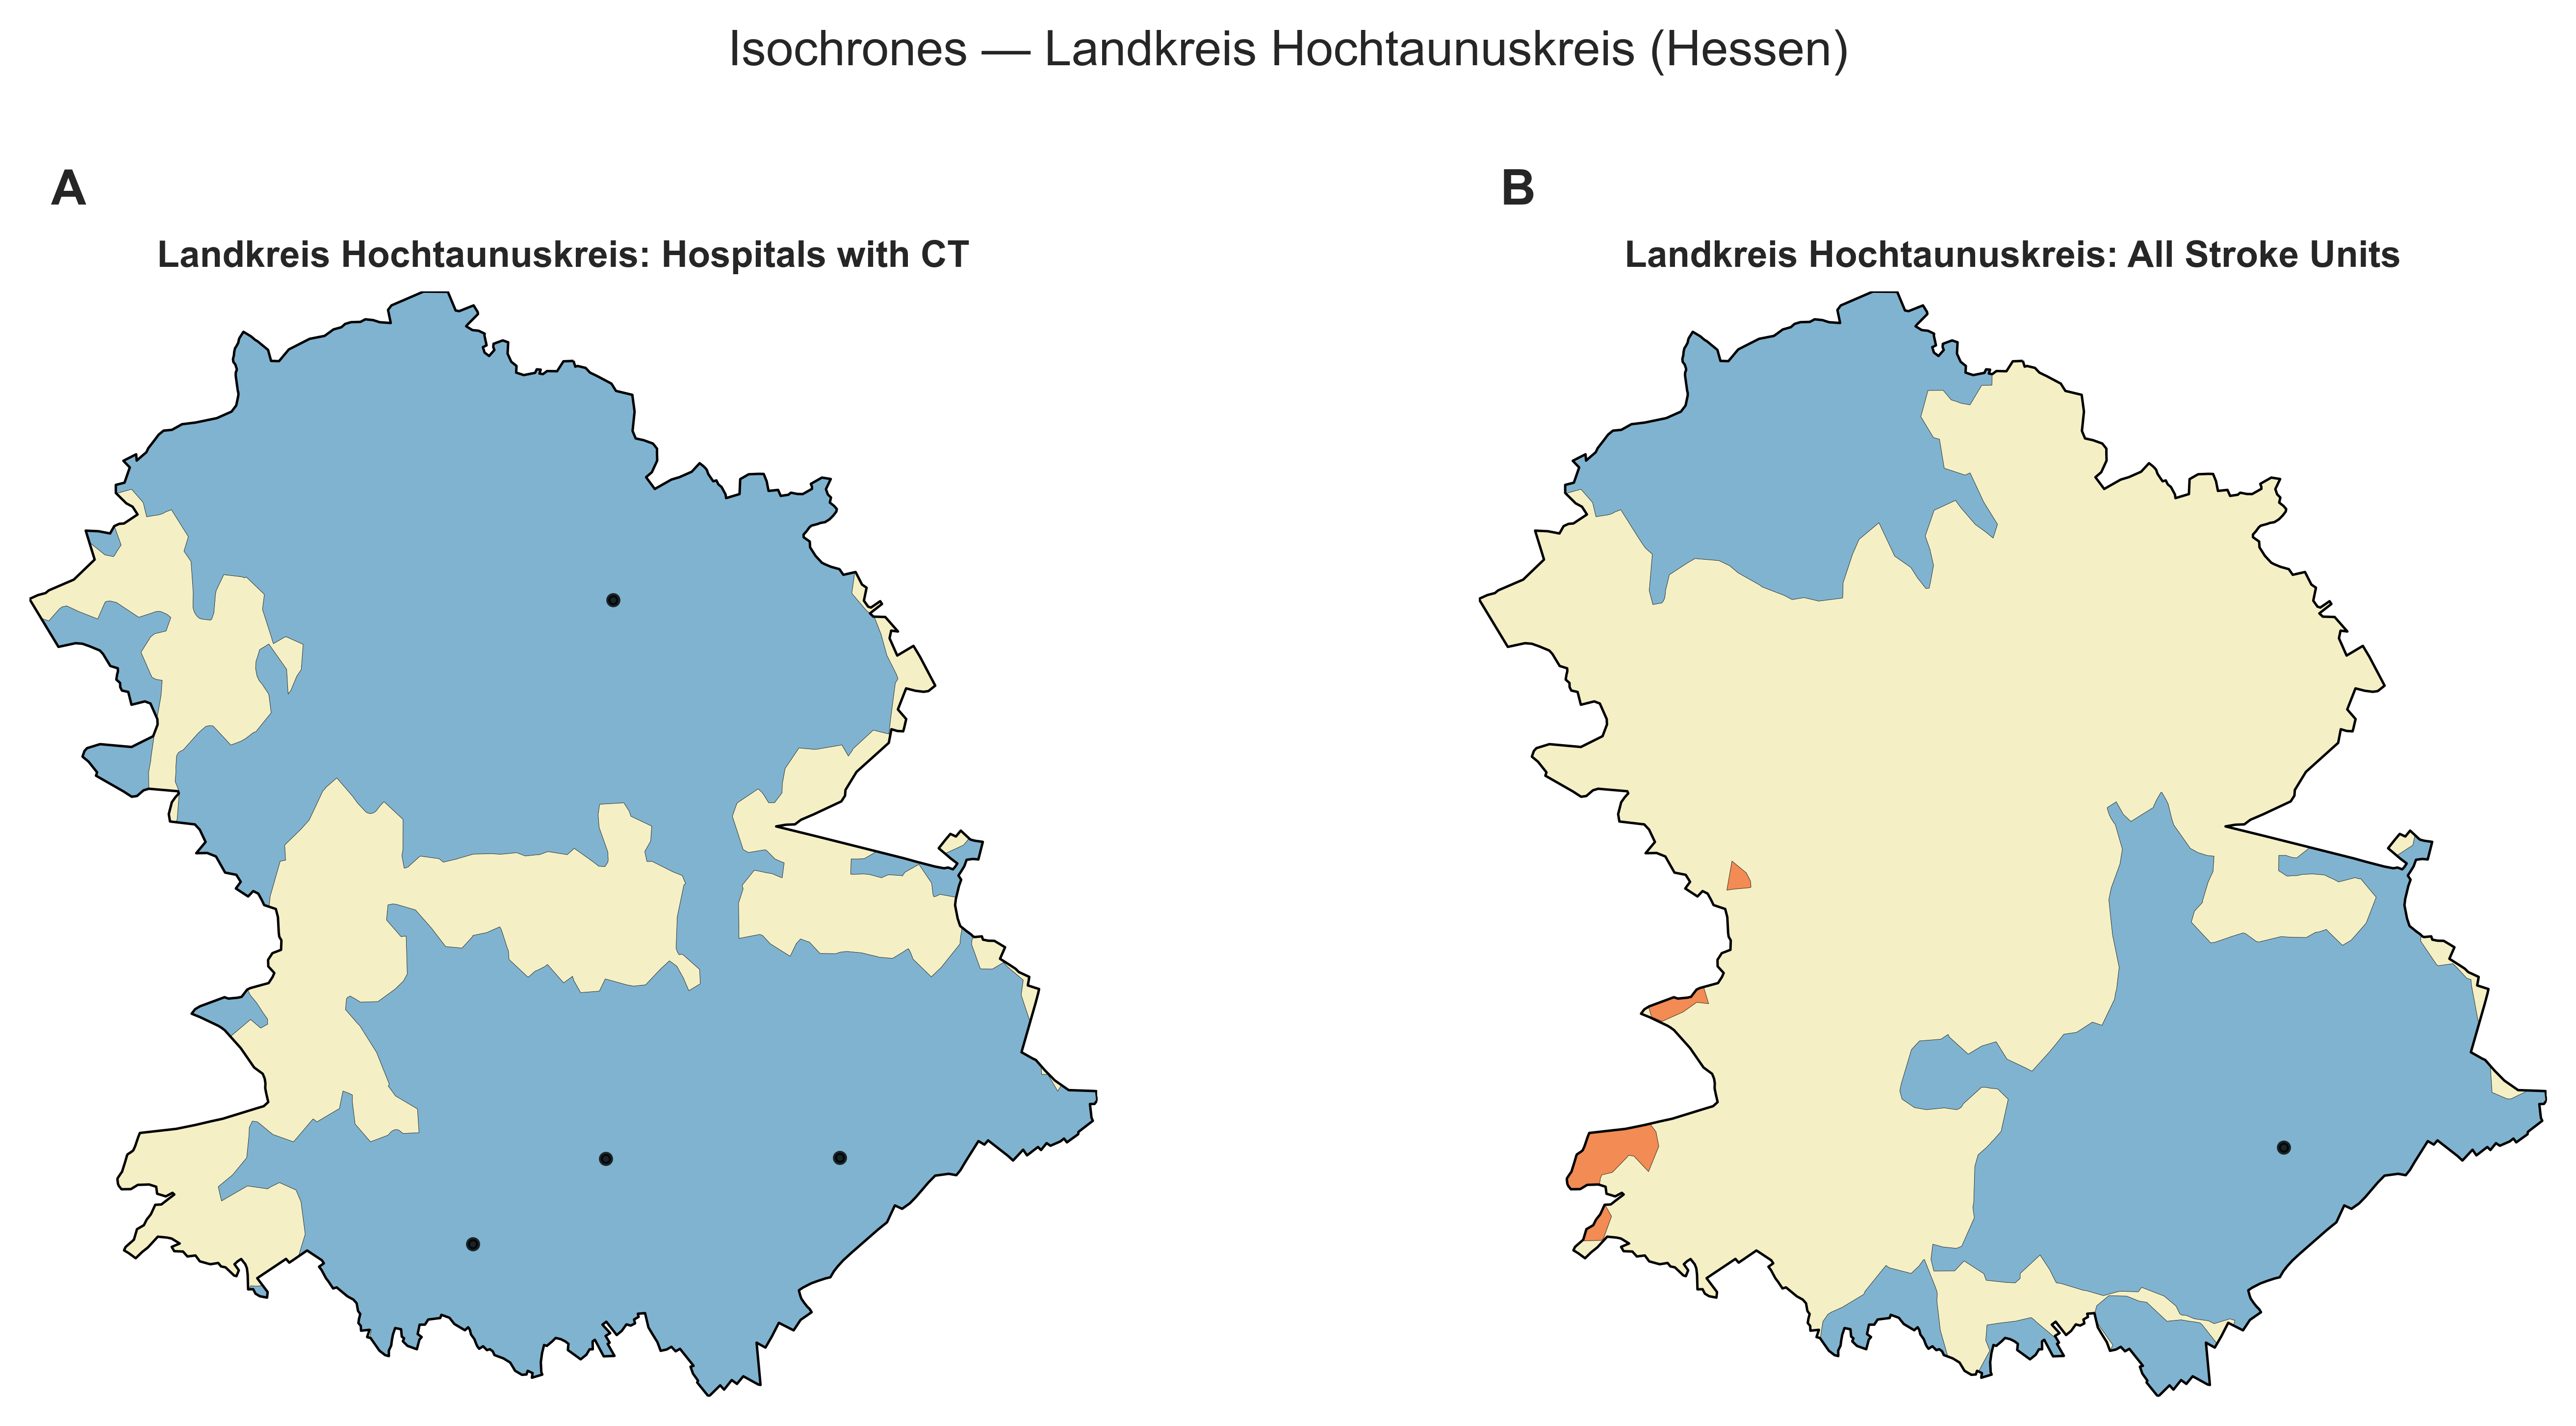 Isochrones — Landkreis Hochtaunuskreis (Hessen)
A
Landkreis Hochtaunuskreis: Hospitals with CT
B
Landkreis Hochtaunuskreis: All Stroke Units